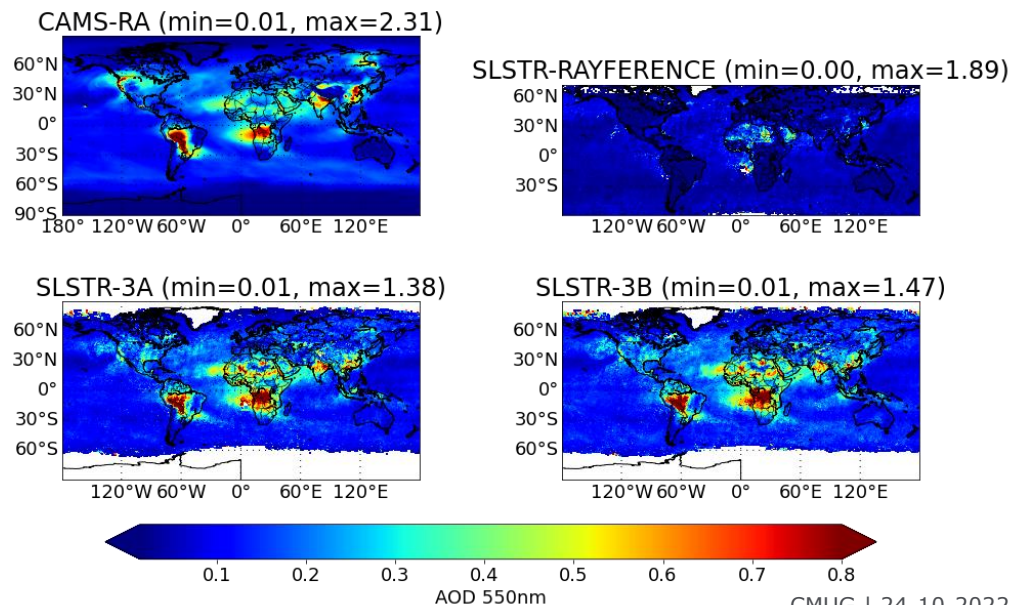 CAMS-RA (min=0.01, max=2.31)
60°N
30°N
0°
30°S
60°S
90°S
180° 120°W 60°W 0° 60°E 120°E
SLSTR-RAYFERENCE (min=0.00, max=1.89)
60°N
30°N
0°
30°S
120°W 60°W 0° 60°E 120°E
SLSTR-3A (min=0.01, max=1.38)
60°N
30°N
0°
30°S
60°S
120°W 60°W 0° 60°E 120°E
SLSTR-3B (min=0.01, max=1.47)
60°N
30°N
0°
30°S
60°S
120°W 60°W 0° 60°E 120°E
0.1 0.2 0.3 0.4 0.5 0.6 0.7 0.8
AOD 550nm
CMUG | 24-10-2022